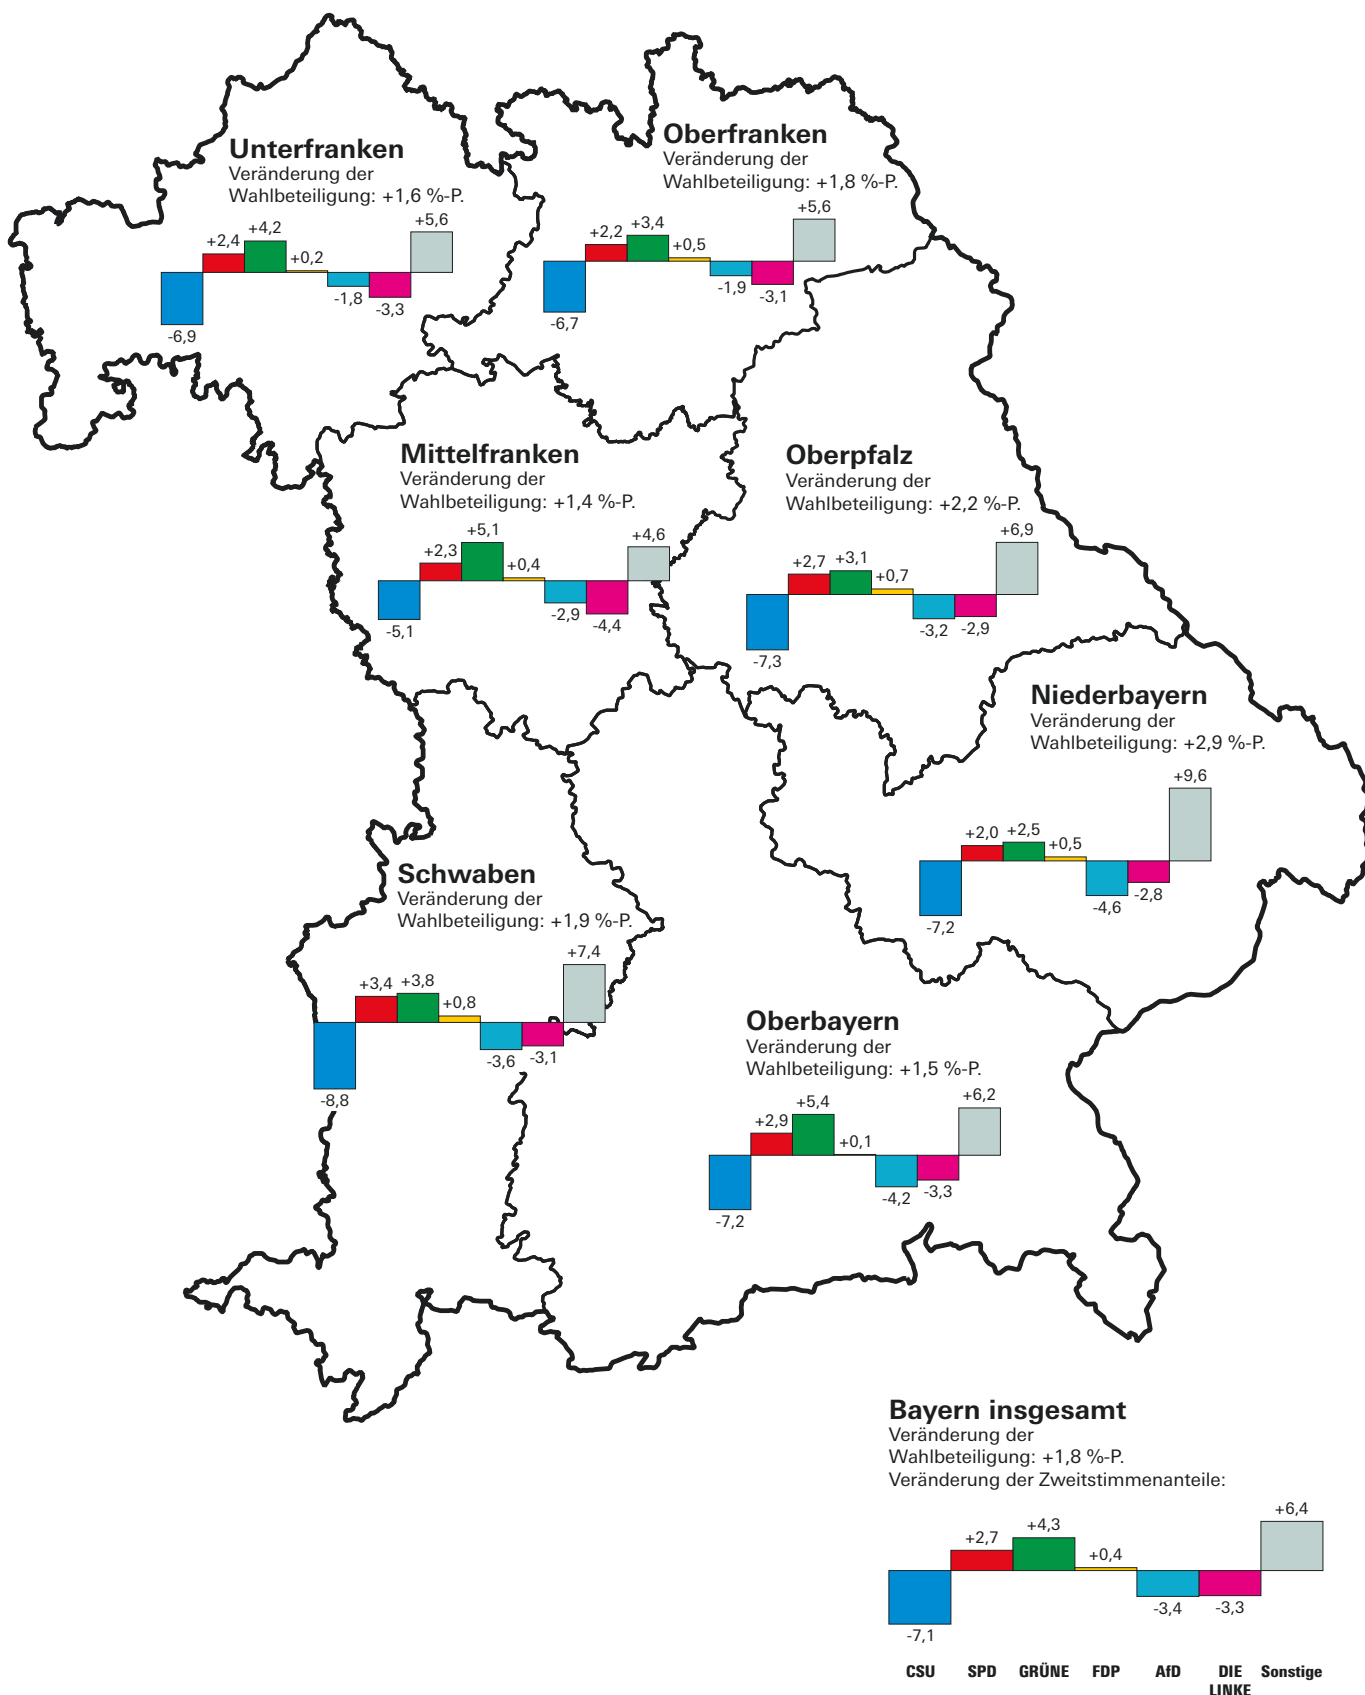 Unterfranken
Veränderung der
Wahlbeteiligung: +1,6 %-P.
+2,4
+4,2
+0,2
+5,6
-6,9
-1,8
-3,3
Oberfranken
Veränderung der
Wahlbeteiligung: +1,8 %-P.
+2,2
+3,4
+0,5
+5,6
-6,7
-1,9
-3,1
Mittelfranken
Veränderung der
Wahlbeteiligung: +1,4 %-P.
+2,3
+5,1
+0,4
+4,6
-5,1
-2,9
-4,4
Oberpfalz
Veränderung der
Wahlbeteiligung: +2,2 %-P.
+2,7
+3,1
+0,7
+6,9
-7,3
-3,2
-2,9
Niederbayern
Veränderung der
Wahlbeteiligung: +2,9 %-P.
+2,0
+2,5
+0,5
+9,6
-7,2
-4,6
-2,8
Schwaben
Veränderung der
Wahlbeteiligung: +1,9 %-P.
+3,4
+3,8
+0,8
+7,4
-8,8
-3,6
-3,1
Oberbayern
Veränderung der
Wahlbeteiligung: +1,5 %-P.
+2,9
+5,4
+0,1
+6,2
-7,2
-4,2
-3,3
Bayern insgesamt
Veränderung der
Wahlbeteiligung: +1,8 %-P.
Veränderung der Zweitstimmenanteile:
+2,7
+4,3
+0,4
+6,4
-7,1
-3,4
-3,3
CSU SPD GRÜNE FDP AfD DIE Sonstige
LINKE